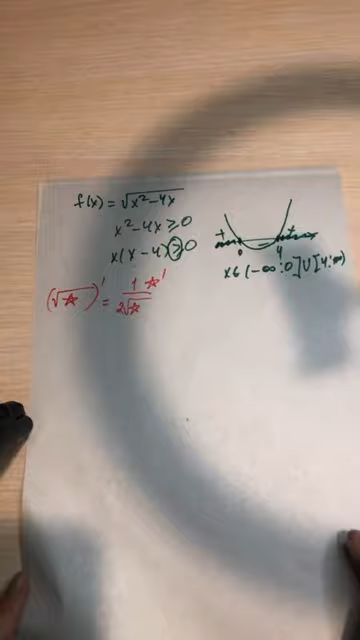 f(x) = √x²-4x
x² - 4x ≥ 0
x(x - 4) ≥ 0
+ - +
0 4
x ∈ (-∞; 0] ∪ [4; ∞)
(√☆)' = 1/2√☆ ☆'